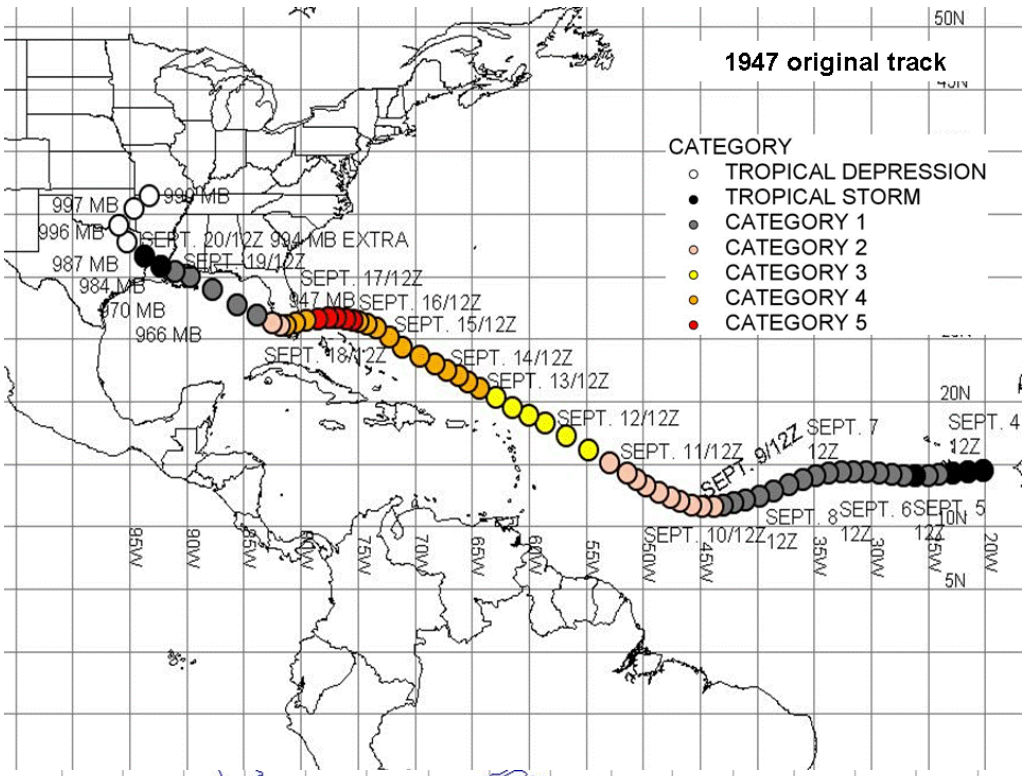 50N
1947 original track
45N
CATEGORY
TROPICAL DEPRESSION
TROPICAL STORM
CATEGORY 1
CATEGORY 2
CATEGORY 3
CATEGORY 4
CATEGORY 5
999 MB
997 MB
996 MB
SEPT. 20/12Z 994 MB EXTRA
987 MB
SEPT. 19/12Z
984 MB
SEPT. 17/12Z
947 MB
SEPT. 16/12Z
970 MB
SEPT. 15/12Z
966 MB
SEPT. 18/12Z
SEPT. 14/12Z
SEPT. 13/12Z
20N
SEPT. 12/12Z
SEPT. 7
12Z
SEPT. 4
12Z
SEPT. 11/12Z
SEPT. 9/12Z
SEPT. 10/12Z
SEPT. 8
12Z
SEPT. 6
12Z
SEPT. 5
12Z
10N
95W
90W
85W
80W
75W
70W
65W
60W
55W
50W
45W
35W
30W
25W
20W
5N